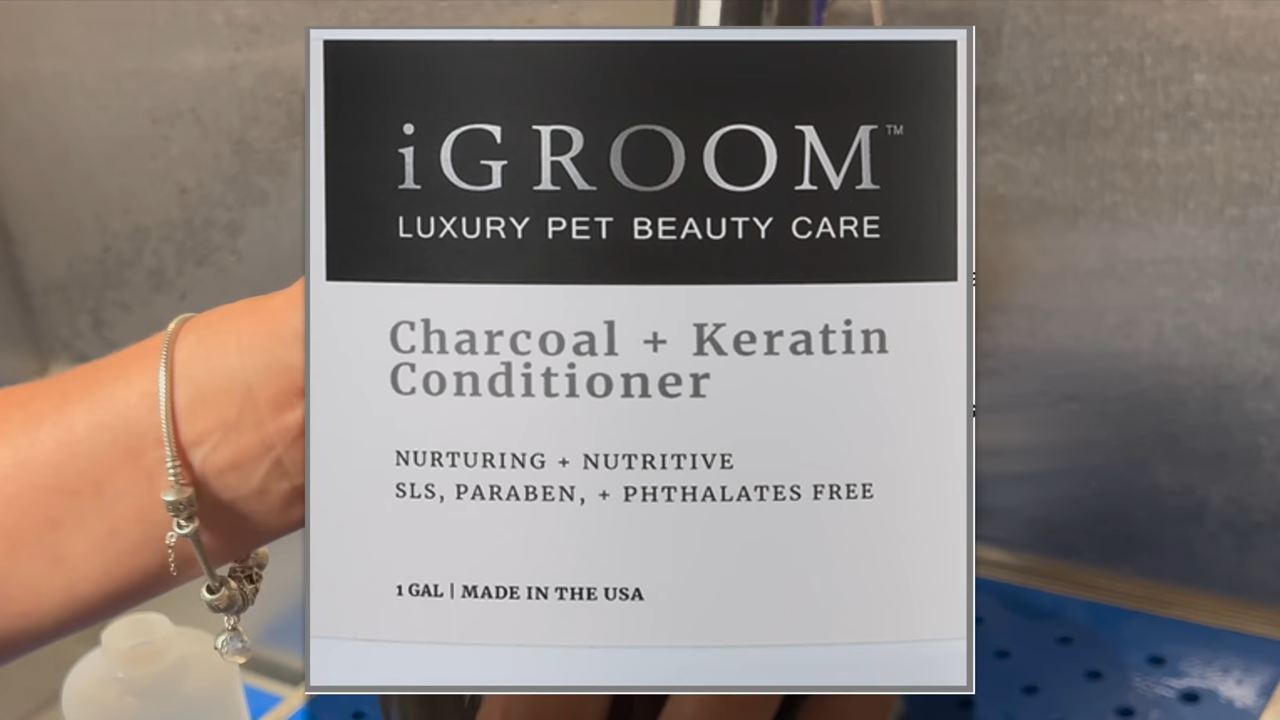 iGROOM™
LUXURY PET BEAUTY CARE
Charcoal + Keratin
Conditioner
NURTURING + NUTRITIVE
SLS, PARABEN, + PHTHALATES FREE
1 GAL | MADE IN THE USA